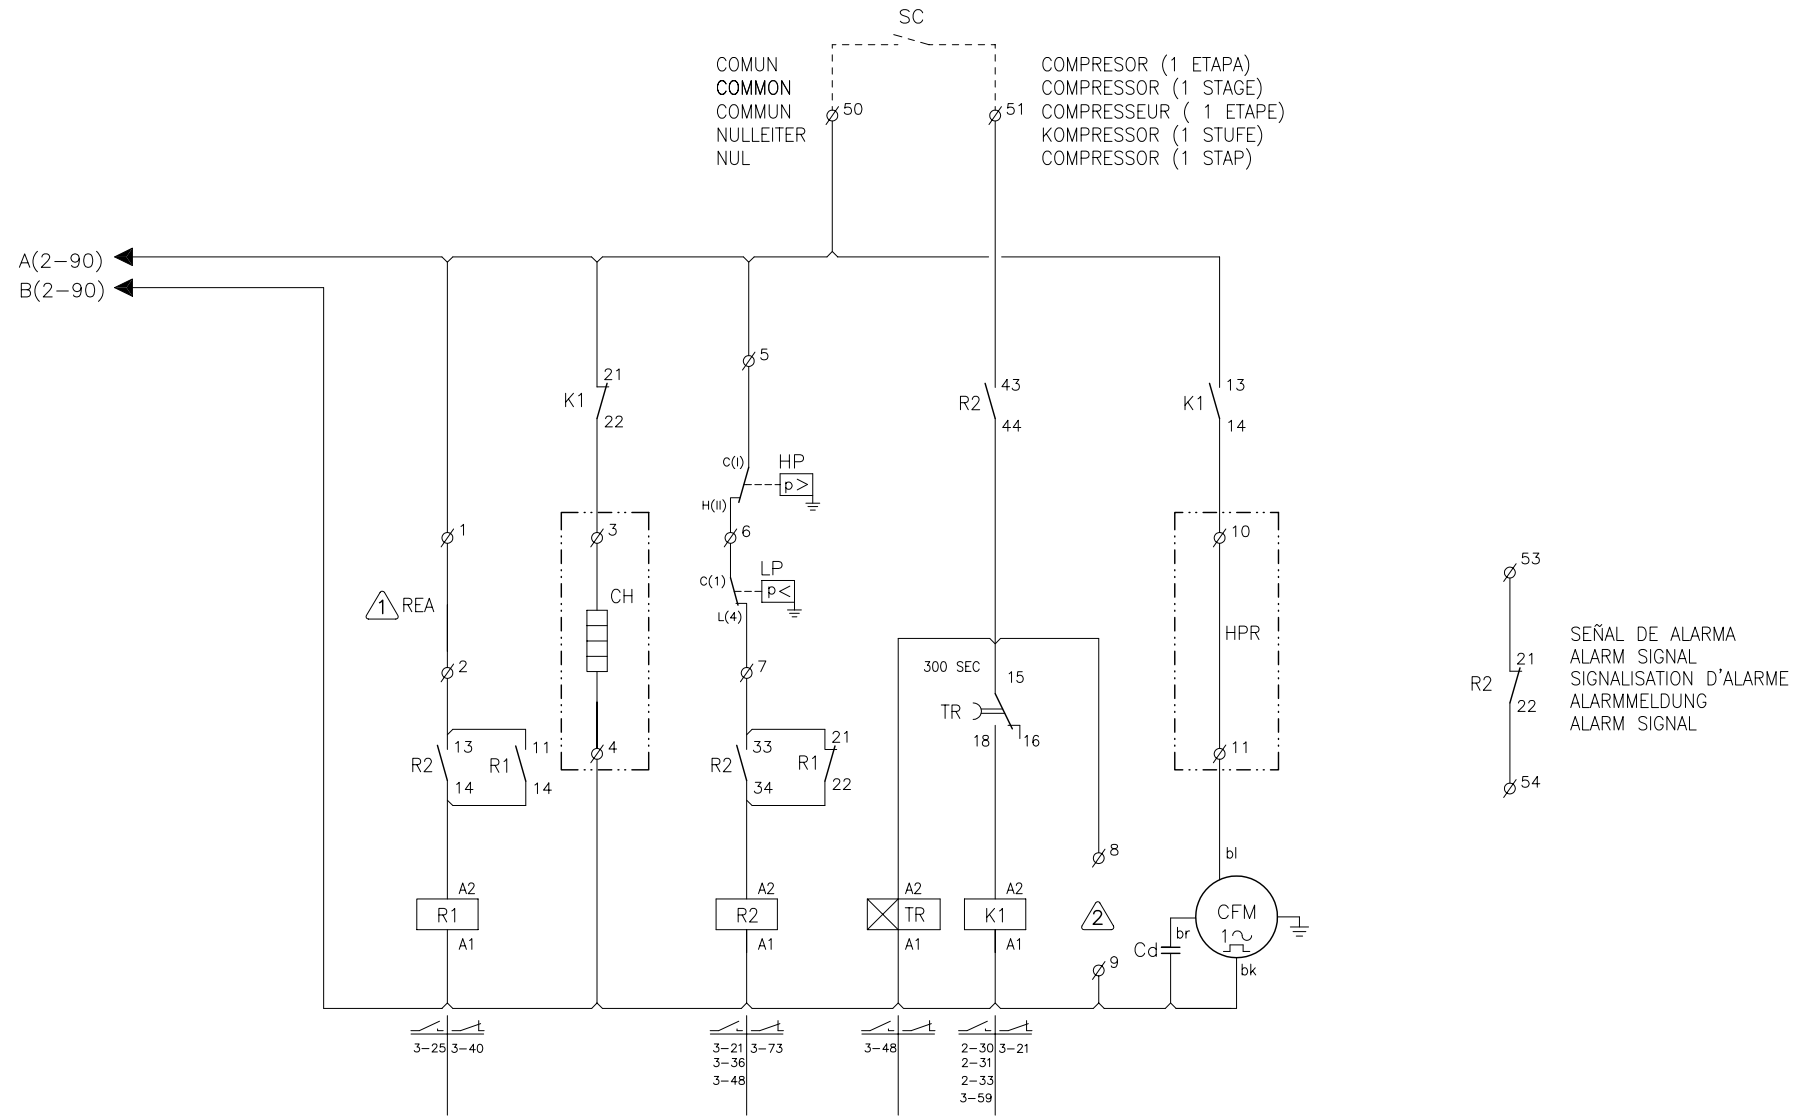 SC
COMUN
COMMON
COMMUN
NULLEITER
NUL
50
51
COMPRESOR (1 ETAPA)
COMPRESSOR (1 STAGE)
COMPRESSEUR ( 1 ETAPE)
KOMPRESSOR (1 STUFE)
COMPRESSOR (1 STAP)
A(2-90)
B(2-90)
5
21
K1
22
R2
43
44
K1
13
14
C(I)
HP
p>
H(II)
1
3
6
10
53
C(1)
LP
p<
L(4)
1
REA
CH
HPR
2
7
300 SEC
15
TR
18
16
R2
21
22
SEÑAL DE ALARMA
ALARM SIGNAL
SIGNALISATION D'ALARME
ALARMMELDUNG
ALARM SIGNAL
R2
13
14
R1
11
14
4
R2
33
34
R1
21
22
11
54
8
bl
A2
R1
A1
A2
R2
A1
A2
TR
A1
A2
K1
A1
2
9
CFM
1
br
Cd
bk
3-25
3-40
3-21
3-73
3-36
3-48
3-48
2-30
3-21
2-31
2-33
3-59